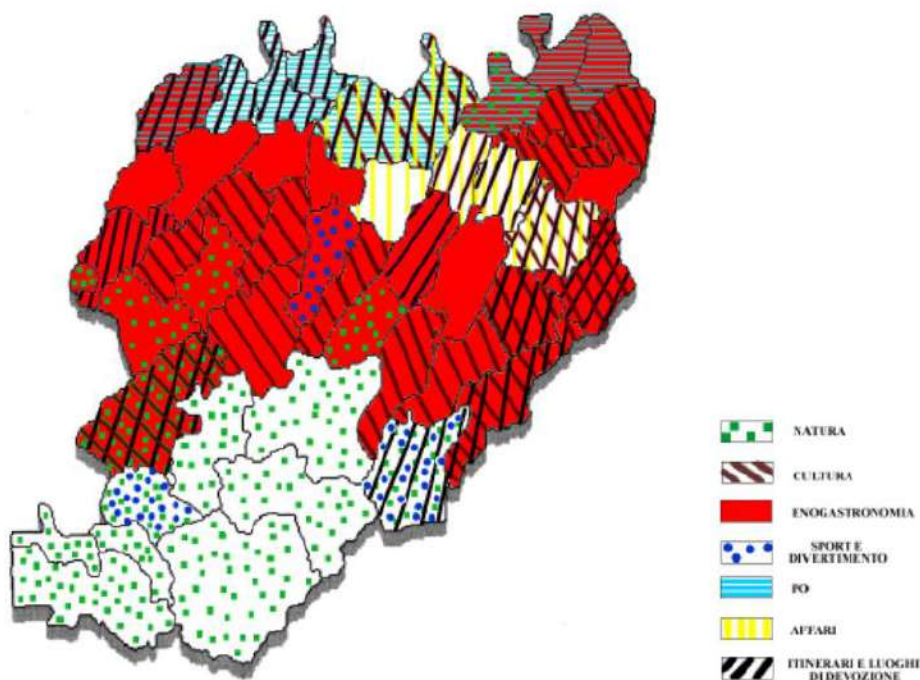 NATURA
CULTURA
ENOGASTRONOMIA
SPORT E
DIVERTIMENTO
PO
AFFARI
ITINERARI E LUOGHI
DI DEVOZIONE